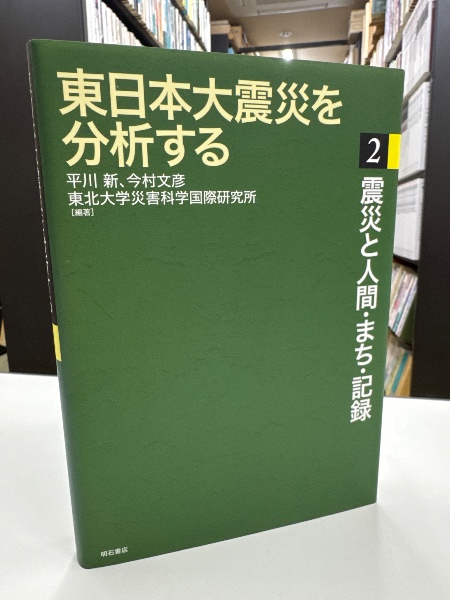 東日本大震災を
分析する
平川 新、今村文彦
東北大学災害科学国際研究所
[編著]
2
震災と人間・まち・記録
明石書店